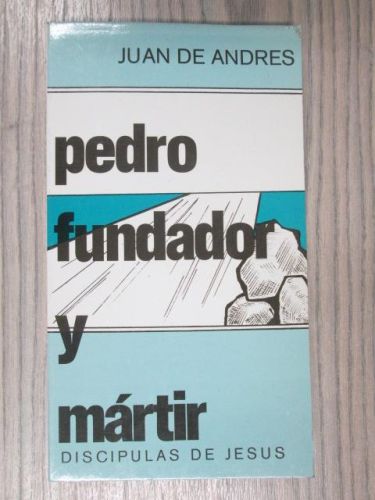 JUAN DE ANDRES
pedro
fundador
y
mártir
DISCIPULAS DE JESUS